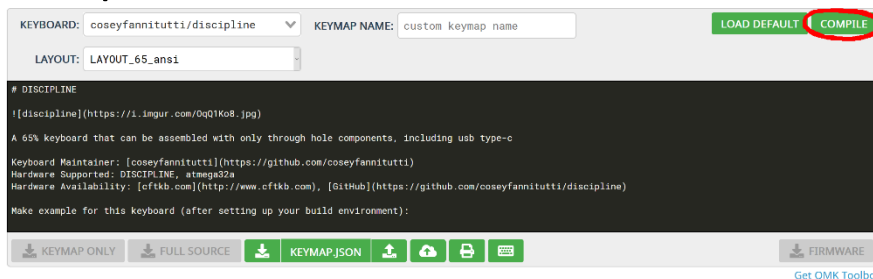 KEYBOARD: coseyfannitutti/discipline KEYMAP NAME: custom keymap name LOAD DEFAULT COMPILE
LAYOUT: LAYOUT_65_ansi
# DISCIPLINE
![discipline](https://i.imgur.com/OqQ1Ko8.jpg)
A 65% keyboard that can be assembled with only through hole components, including usb type-c
Keyboard Maintainer: [coseyfannitutti](https://github.com/coseyfannitutti)
Hardware Supported: DISCIPLINE, atmega32a
Hardware Availability: [cftkb.com](http://www.cftkb.com), [GitHub](https://github.com/coseyfannitutti/discipline)
Make example for this keyboard (after setting up your build environment):
KEYMAP ONLY FULL SOURCE KEYMAP.JSON FIRMWARE
Get QMK Toolbo